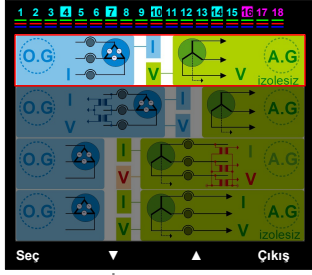 1 2 3 4 5 6 7 8 9 10 11 12 13 14 15 16 17 18
O.G I I V V A.G
izolesiz
O.G I V I V A.G
O.G I V I V A.G
O.G I V I V A.G
izolesiz
Seç ▼ ▲ Çıkış